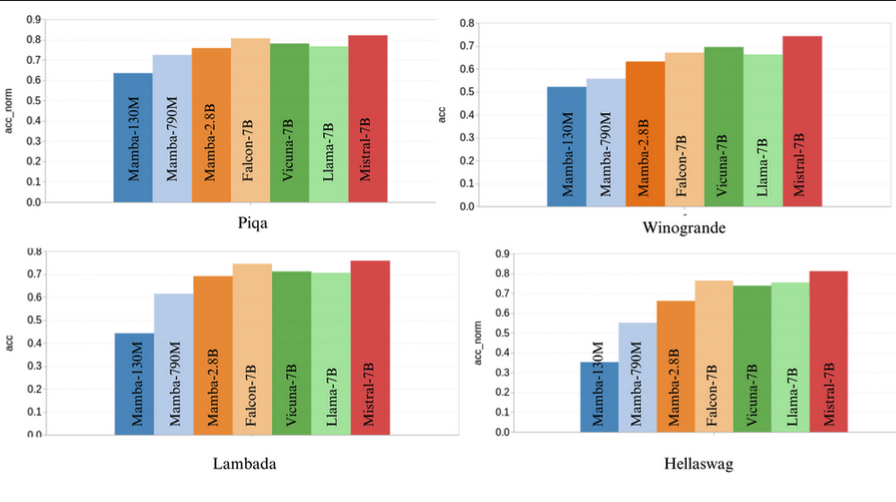 acc_norm
0.9
0.8
0.7
0.6
0.5
0.4
0.3
0.2
0.1
0.0
Mamba-130M
Mamba-790M
Mamba-2.8B
Falcon-7B
Vicuna-7B
Llama-7B
Mistral-7B
Piqa
acc
0.8
0.7
0.6
0.5
0.4
0.3
0.2
0.1
0.0
Mamba-130M
Mamba-790M
Mamba-2.8B
Falcon-7B
Vicuna-7B
Llama-7B
Mistral-7B
Winogrande
acc
0.8
0.7
0.6
0.5
0.4
0.3
0.2
0.1
0.0
Mamba-130M
Mamba-790M
Mamba-2.8B
Falcon-7B
Vicuna-7B
Llama-7B
Mistral-7B
Lambada
acc_norm
0.9
0.8
0.7
0.6
0.5
0.4
0.3
0.2
0.1
0.0
Mamba-130M
Mamba-790M
Mamba-2.8B
Falcon-7B
Vicuna-7B
Llama-7B
Mistral-7B
Hellaswag